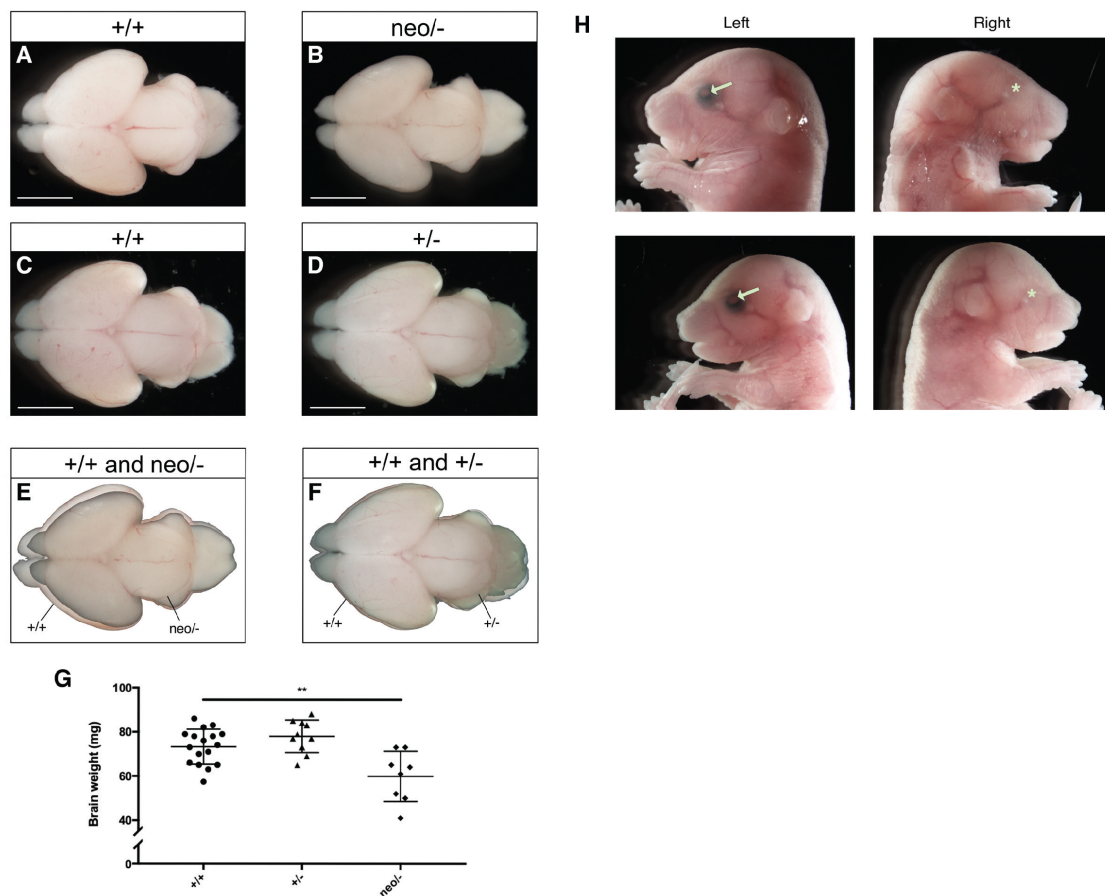 +/+
neo/-
A
B
+/+
+/-
C
D
+/+ and neo/-
+/+ and +/-
E
F
+/+
neo/-
+/+
+/-
G
**
Brain weight (mg)
100
80
60
40
0
+/+
+/-
neo/-
H
Left
Right
*
*